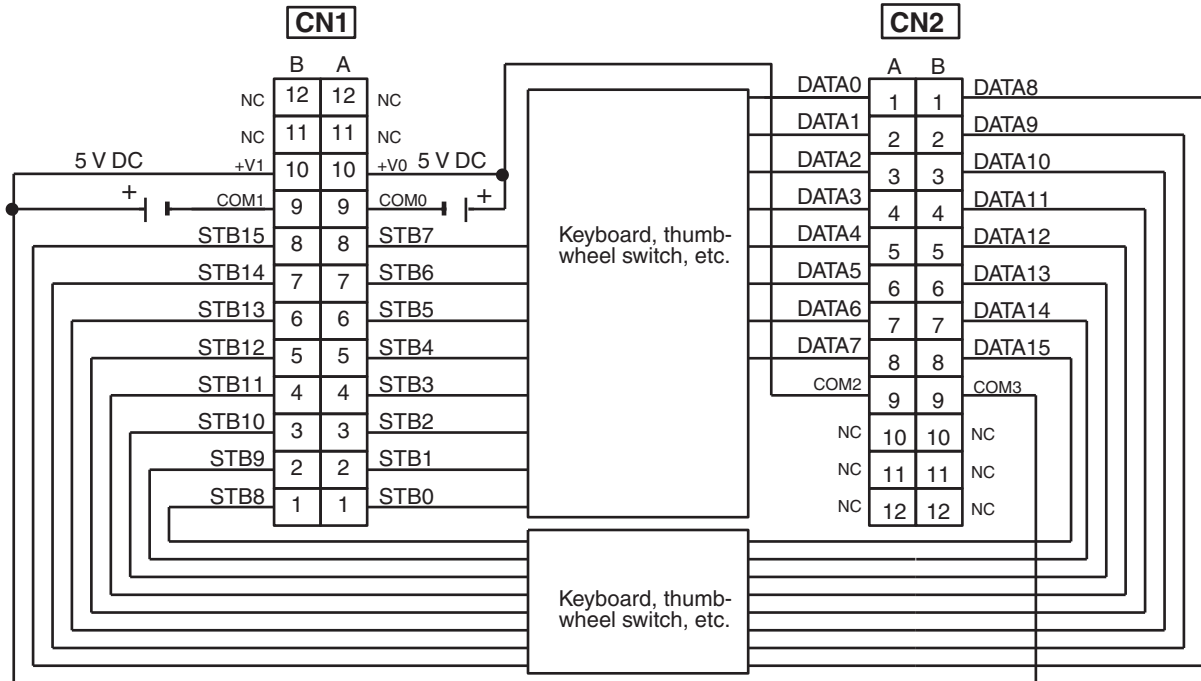 CN1
B A
NC 12 12 NC
NC 11 11 NC
5 V DC +V1 10 10 +V0 5 V DC
+ COM1 9 9 COM0 +
STB15 8 8 STB7
STB14 7 7 STB6
STB13 6 6 STB5
STB12 5 5 STB4
STB11 4 4 STB3
STB10 3 3 STB2
STB9 2 2 STB1
STB8 1 1 STB0
Keyboard, thumb-
wheel switch, etc.
Keyboard, thumb-
wheel switch, etc.
CN2
A B
DATA0 1 1 DATA8
DATA1 2 2 DATA9
DATA2 3 3 DATA10
DATA3 4 4 DATA11
DATA4 5 5 DATA12
DATA5 6 6 DATA13
DATA6 7 7 DATA14
DATA7 8 8 DATA15
COM2 9 9 COM3
NC 10 10 NC
NC 11 11 NC
NC 12 12 NC